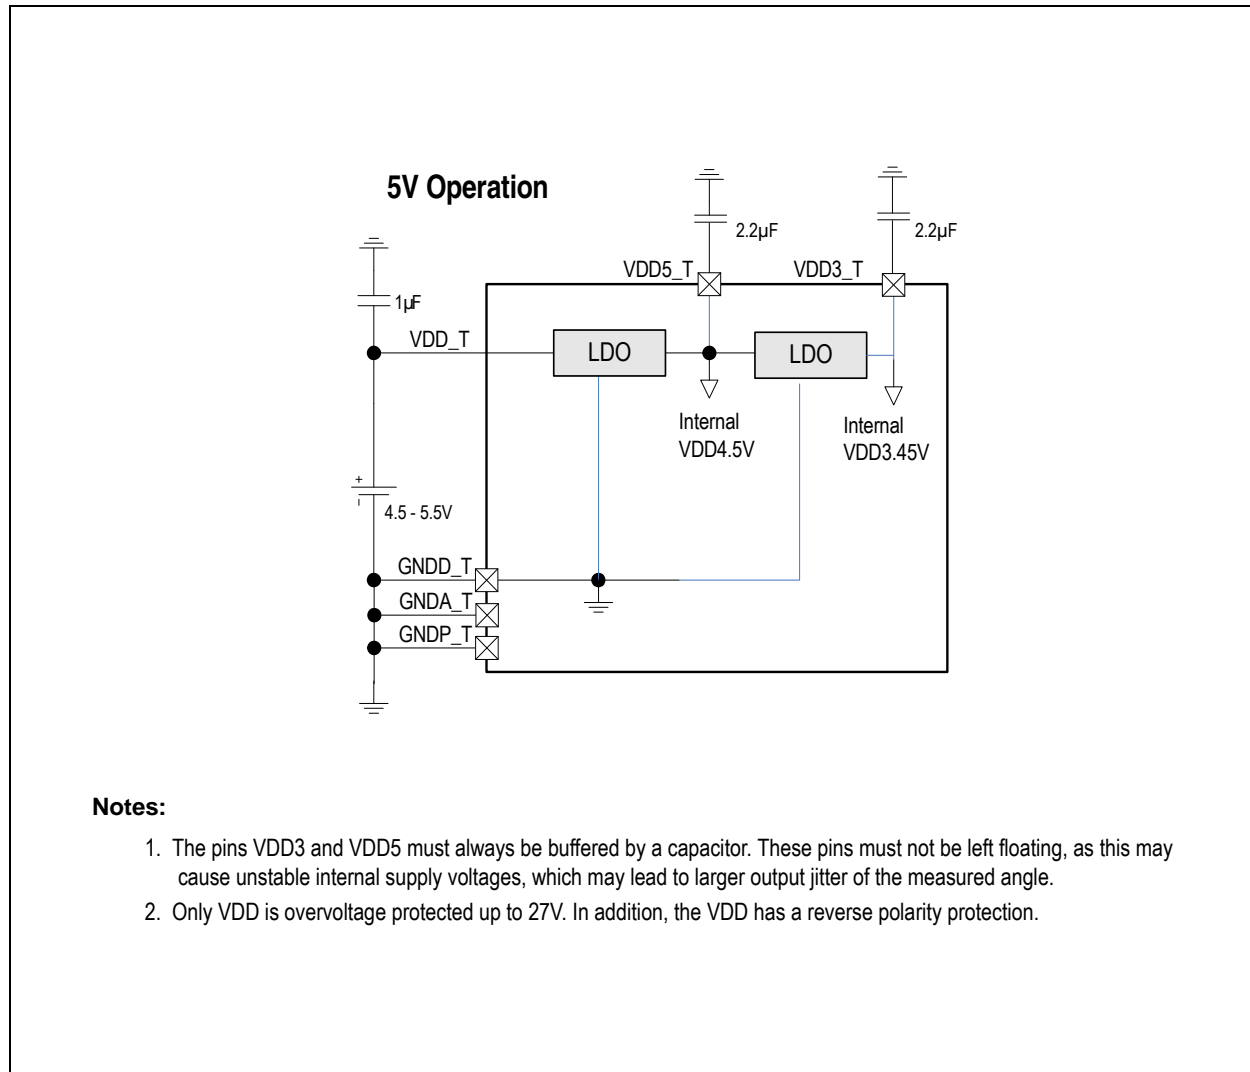 5V Operation
2.2µF
2.2µF
VDD5_T
VDD3_T
1µF
VDD_T
LDO
LDO
Internal
VDD4.5V
Internal
VDD3.45V
+
-
4.5 - 5.5V
GNDD_T
GNDA_T
GNDP_T
Notes:
1. The pins VDD3 and VDD5 must always be buffered by a capacitor. These pins must not be left floating, as this may
cause unstable internal supply voltages, which may lead to larger output jitter of the measured angle.
2. Only VDD is overvoltage protected up to 27V. In addition, the VDD has a reverse polarity protection.